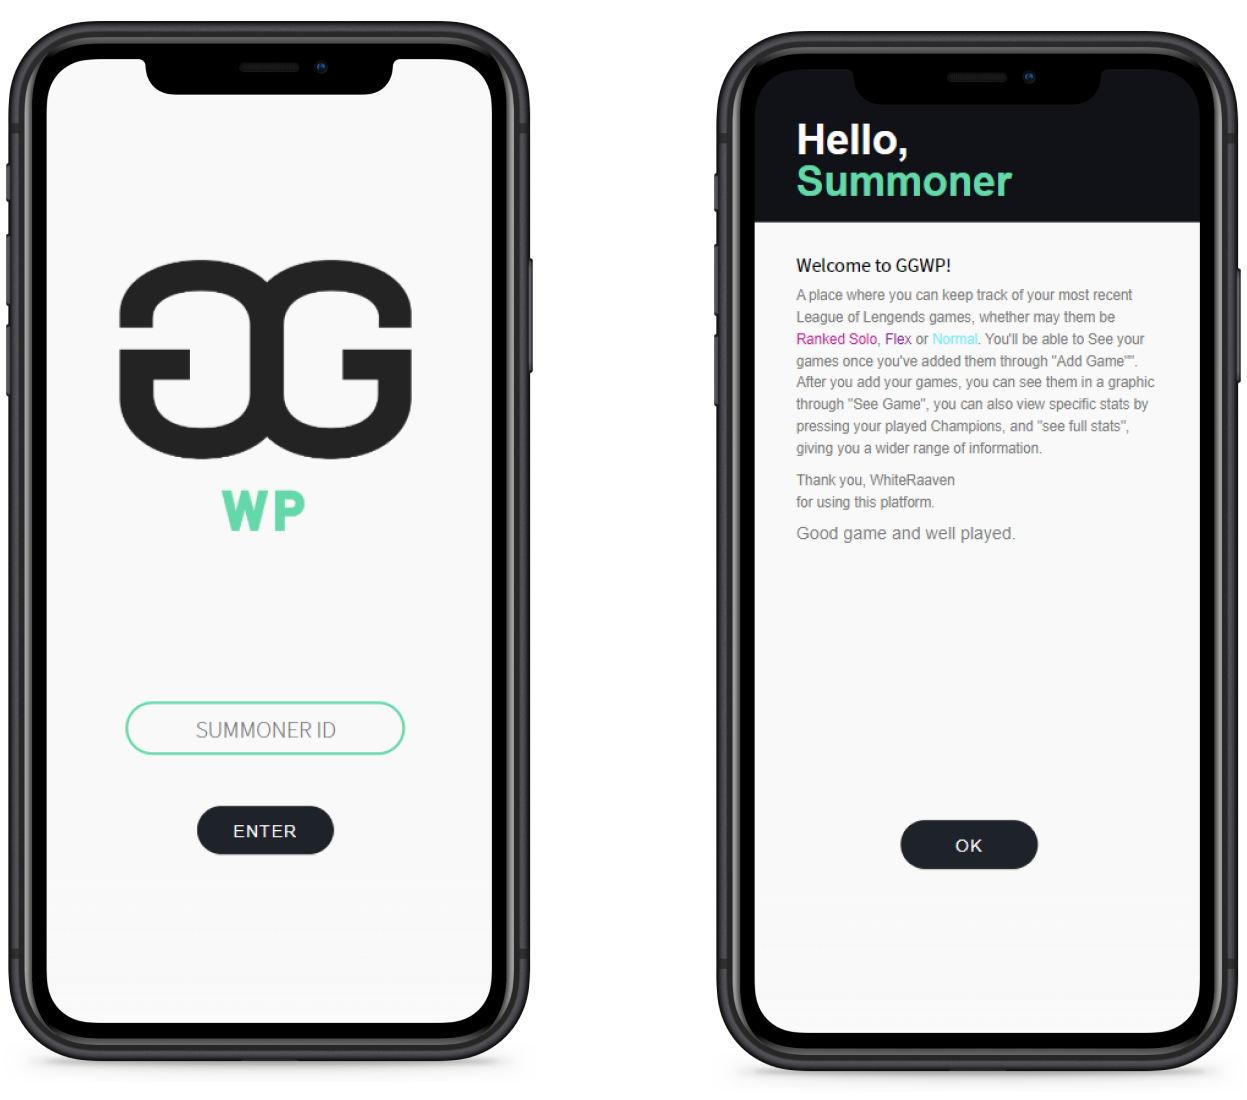 GG
WP
SUMMONER ID
ENTER
Hello,
Summoner
Welcome to GGWP!
A place where you can keep track of your most recent
League of Lengends games, whether may them be
Ranked Solo, Flex or Normal. You'll be able to See your
games once you've added them through "Add Game"".
After you add your games, you can see them in a graphic
through "See Game", you can also view specific stats by
pressing your played Champions, and "see full stats",
giving you a wider range of information.
Thank you, WhiteRaaven
for using this platform.
Good game and well played.
OK